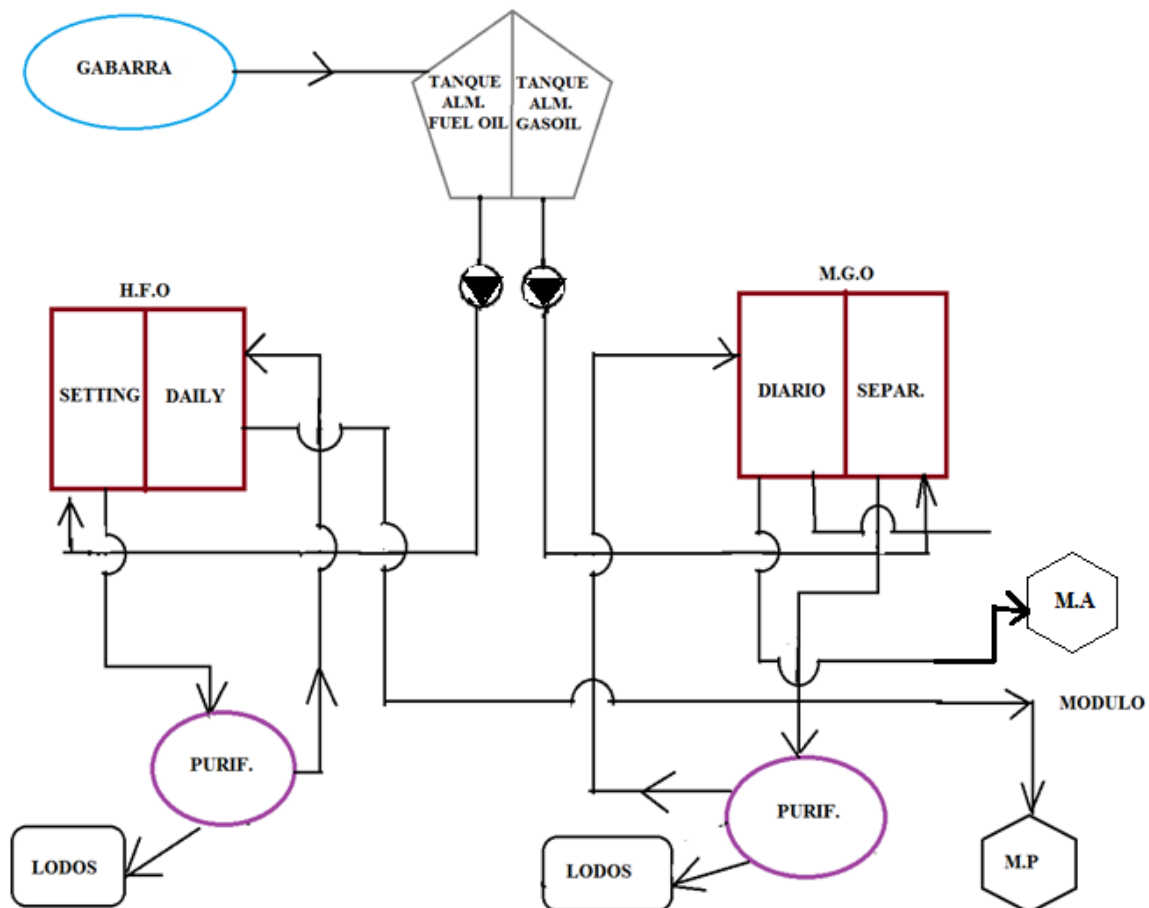 GABARRA
TANQUE
ALM.
FUEL OIL
TANQUE
ALM.
GASOIL
H.F.O
SETTING
DAILY
M.G.O
DIARIO
SEPAR.
M.A
MODULO
PURIF.
LODOS
PURIF.
LODOS
M.P